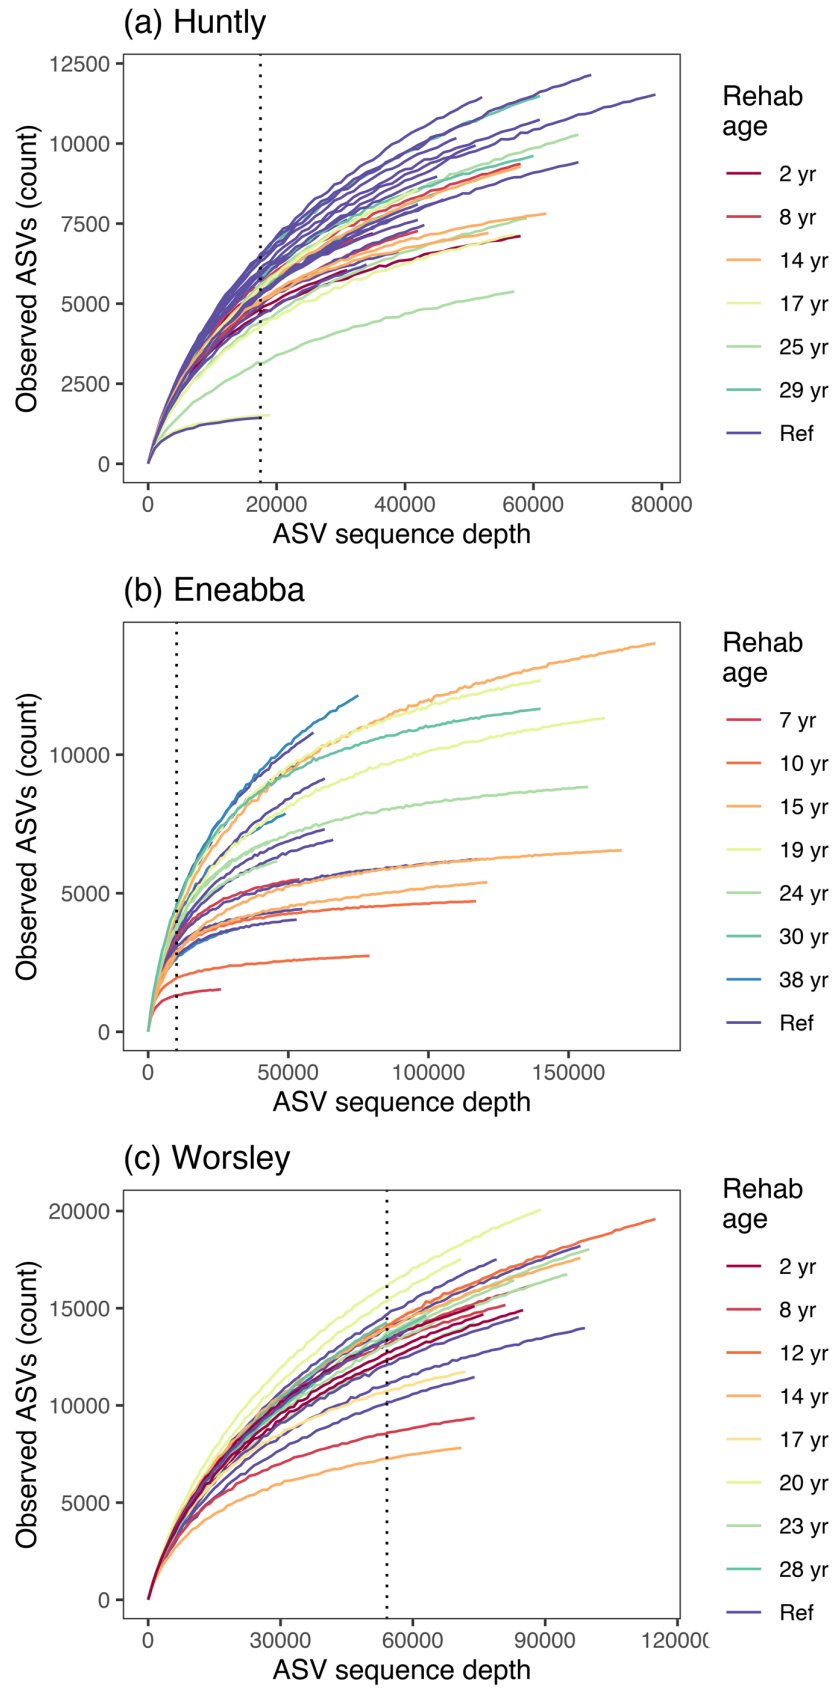 (a) Huntly
12500
10000
7500
5000
2500
0
Observed ASVs (count)
0 20000 40000 60000 80000
ASV sequence depth
Rehab
age
2 yr
8 yr
14 yr
17 yr
25 yr
29 yr
Ref
(b) Eneabba
10000
5000
0
Observed ASVs (count)
0 50000 100000 150000
ASV sequence depth
Rehab
age
7 yr
10 yr
15 yr
19 yr
24 yr
30 yr
38 yr
Ref
(c) Worsley
20000
15000
10000
5000
0
Observed ASVs (count)
0 30000 60000 90000 120000
ASV sequence depth
Rehab
age
2 yr
8 yr
12 yr
14 yr
17 yr
20 yr
23 yr
28 yr
Ref